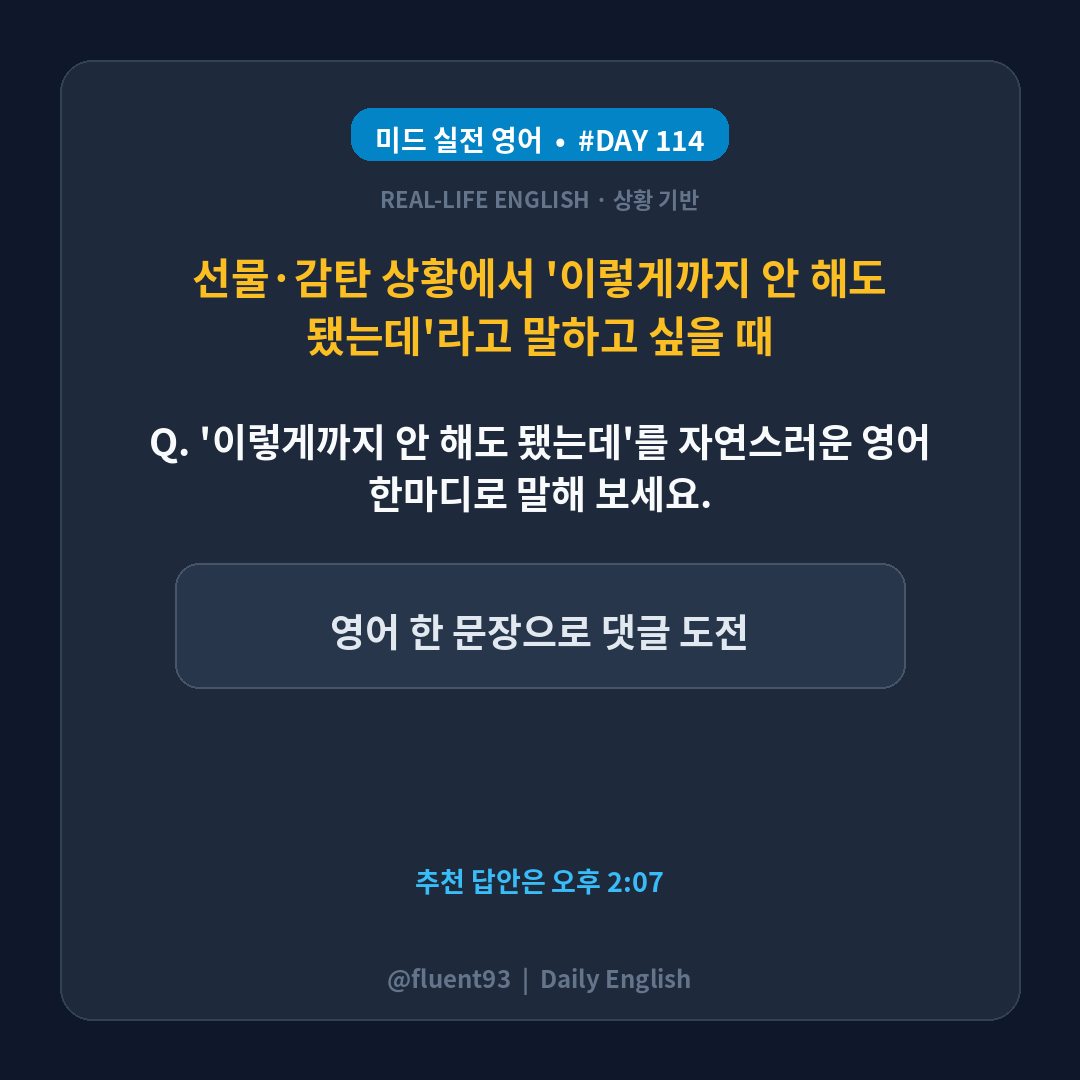 미드 실전 영어 • #DAY 114
REAL-LIFE ENGLISH · 상황 기반
선물·감탄 상황에서 '이렇게까지 안 해도
됐는데'라고 말하고 싶을 때
Q. '이렇게까지 안 해도 됐는데'를 자연스러운 영어
한마디로 말해 보세요.
영어 한 문장으로 댓글 도전
추천 답안은 오후 2:07
@fluent93 | Daily English